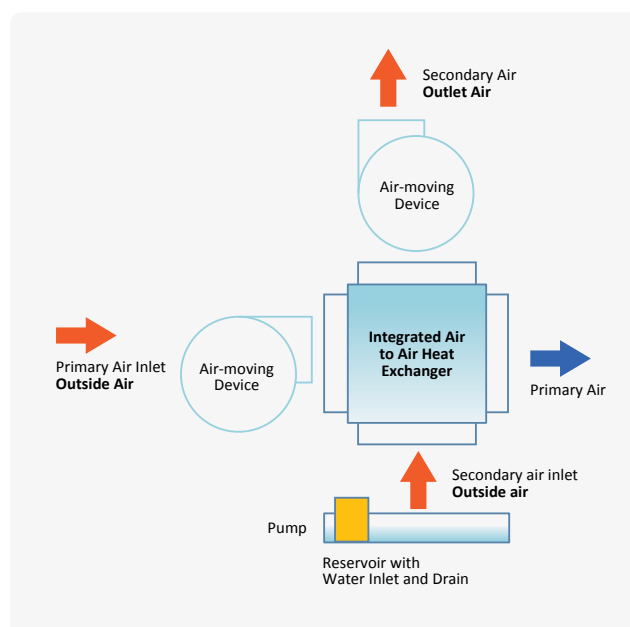 Secondary Air
Outlet Air
Air-moving
Device
Integrated Air
to Air Heat
Exchanger
Primary Air Inlet
Outside Air
Air-moving
Device
Primary Air
Secondary air inlet
Outside air
Pump
Reservoir with
Water Inlet and Drain